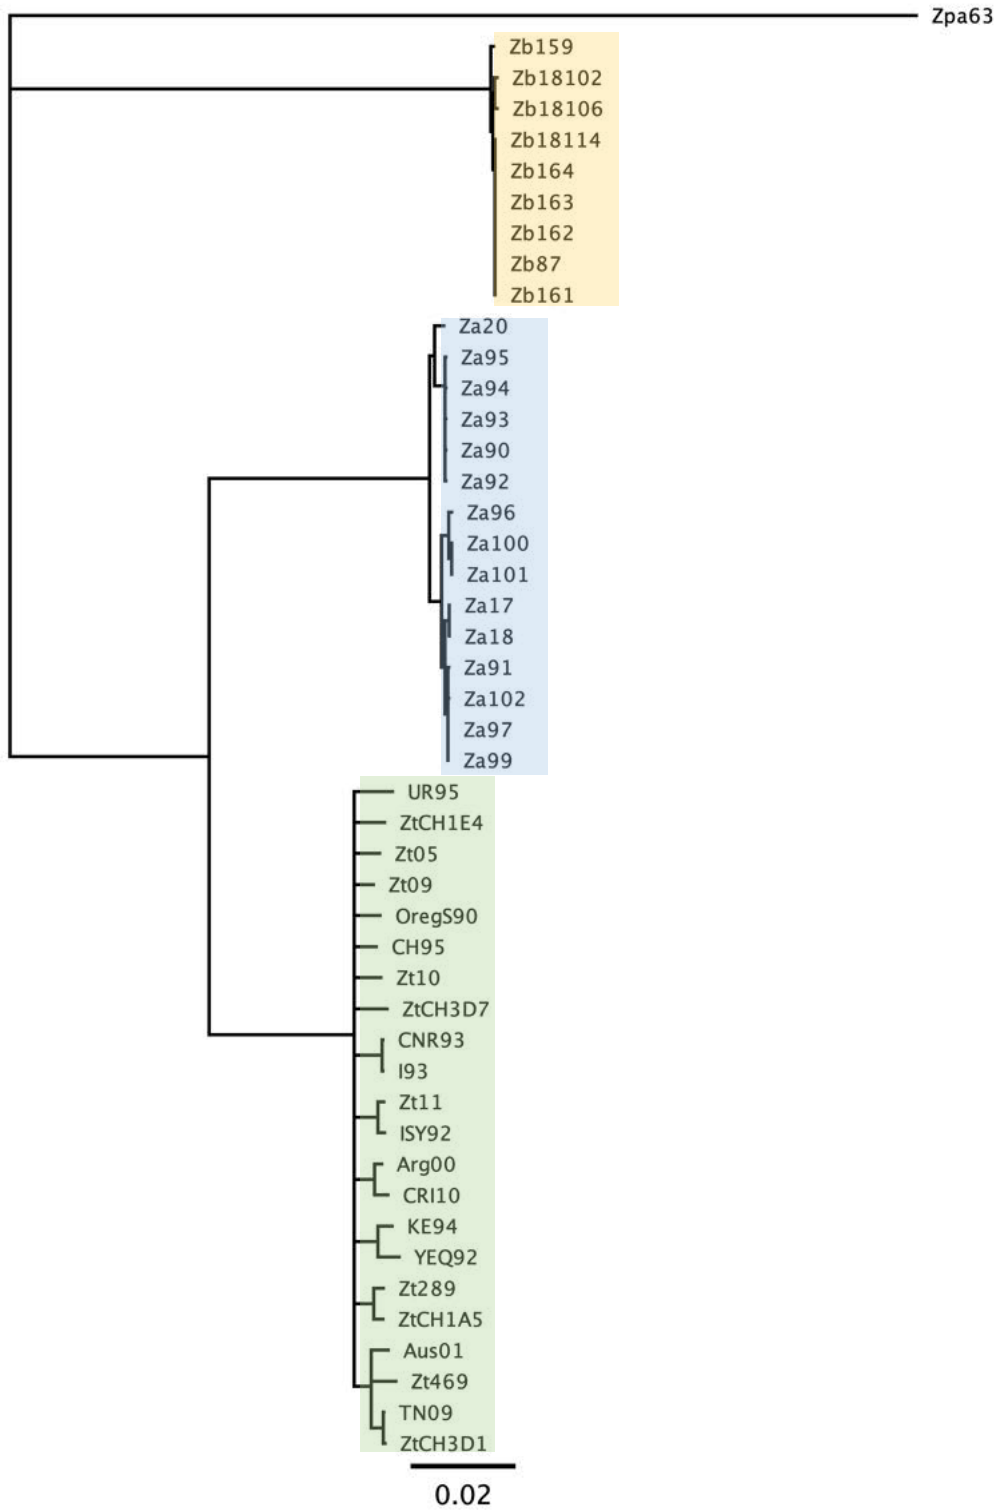 Zpa63
Zb159
Zb18102
Zb18106
Zb18114
Zb164
Zb163
Zb162
Zb87
Zb161
Za20
Za95
Za94
Za93
Za90
Za92
Za96
Za100
Za101
Za17
Za18
Za91
Za102
Za97
Za99
UR95
ZtCH1E4
Zt05
Zt09
OregS90
CH95
Zt10
ZtCH3D7
CNR93
I93
Zt11
ISY92
Arg00
CRI10
KE94
YEQ92
Zt289
ZtCH1A5
Aus01
Zt469
TN09
ZtCH3D1
0.02